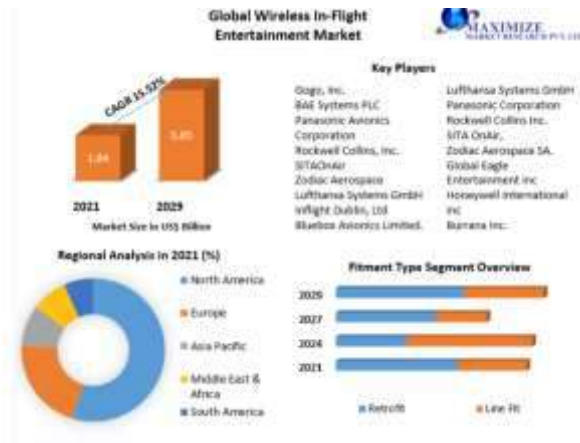 Global Wireless In-Flight
Entertainment Market
MAXIMIZE
MARKET RESEARCH PVT. LTD
CAGR 15.52%
1.84
2021
2029
Market Size in US$ Billion
Key Players
Gogo, Inc.
BAE Systems PLC
Panasonic Avionics
Corporation
Rockwell Collins, Inc.
SITAOnAir
Zodiac Aerospace
Lufthansa Systems GmbH
Inflight Dublin, Ltd
Bluebox Avionics Limited.
Lufthansa Systems GmbH
Panasonic Corporation
Rockwell Collins Inc.
SITA OnAir,
Zodiac Aerospace SA.
Global Eagle
Entertainment Inc
Honeywell International
Inc
Burrana Inc.
Regional Analysis in 2021 (%)
North America
Europe
Asia Pacific
Middle East &
Africa
South America
Fitment Type Segment Overview
2029
2027
2024
2021
Retrofit
Line Fit